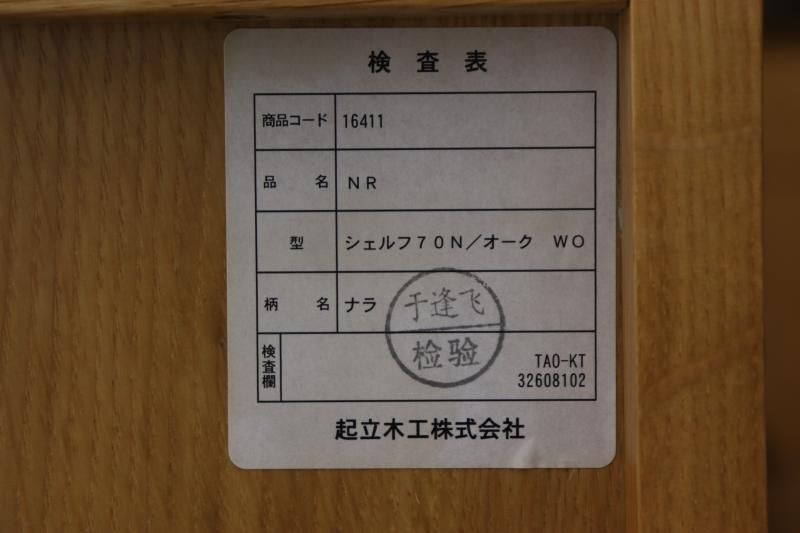 検査表
商品コード 16411
品名 NR
型 シェルフ70N/オーク WO
柄名 ナラ
于逢飞
检验
検査欄 TAO-KT
32608102
起立木工株式会社